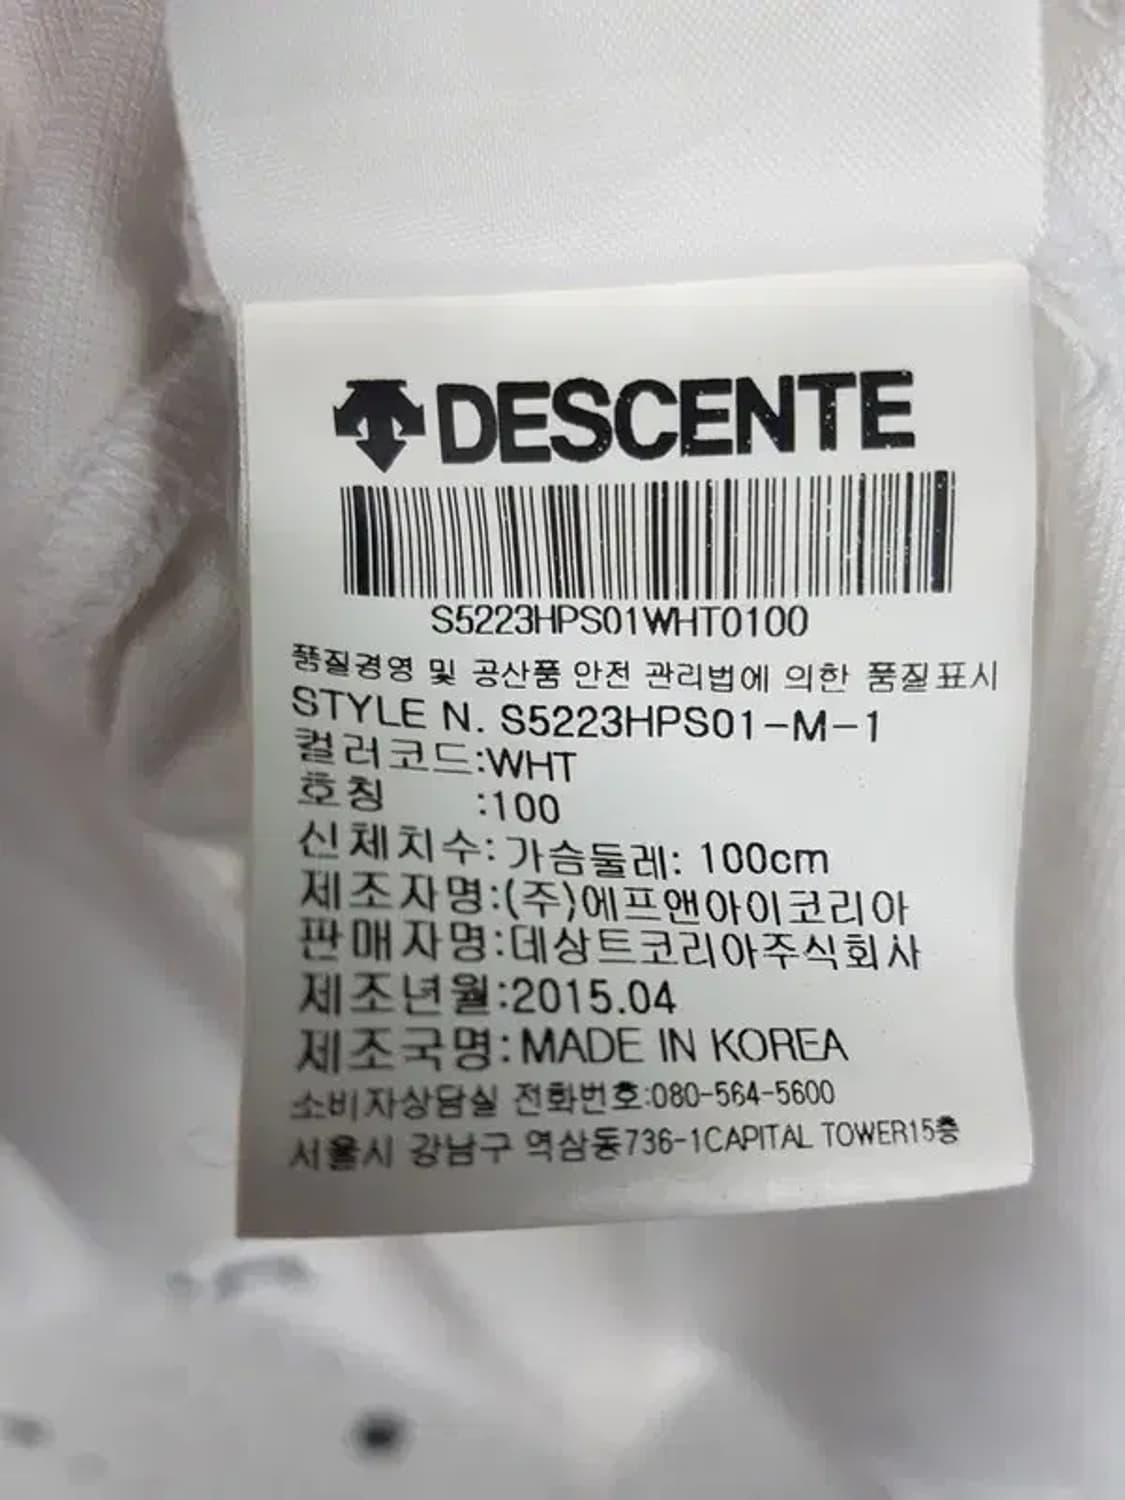 DESCENTE
S5223HPS01WHT0100
품질경영 및 공산품 안전 관리법에 의한 품질표시
STYLE N. S5223HPS01-M-1
컬러코드:WHT
호칭 :100
신체치수: 가슴둘레: 100cm
제조자명:(주)에프앤아이코리아
판매자명:데상트코리아주식회사
제조년월:2015.04
제조국명:MADE IN KOREA
소비자상담실 전화번호:080-564-5600
서울시 강남구 역삼동736-1CAPITAL TOWER15층